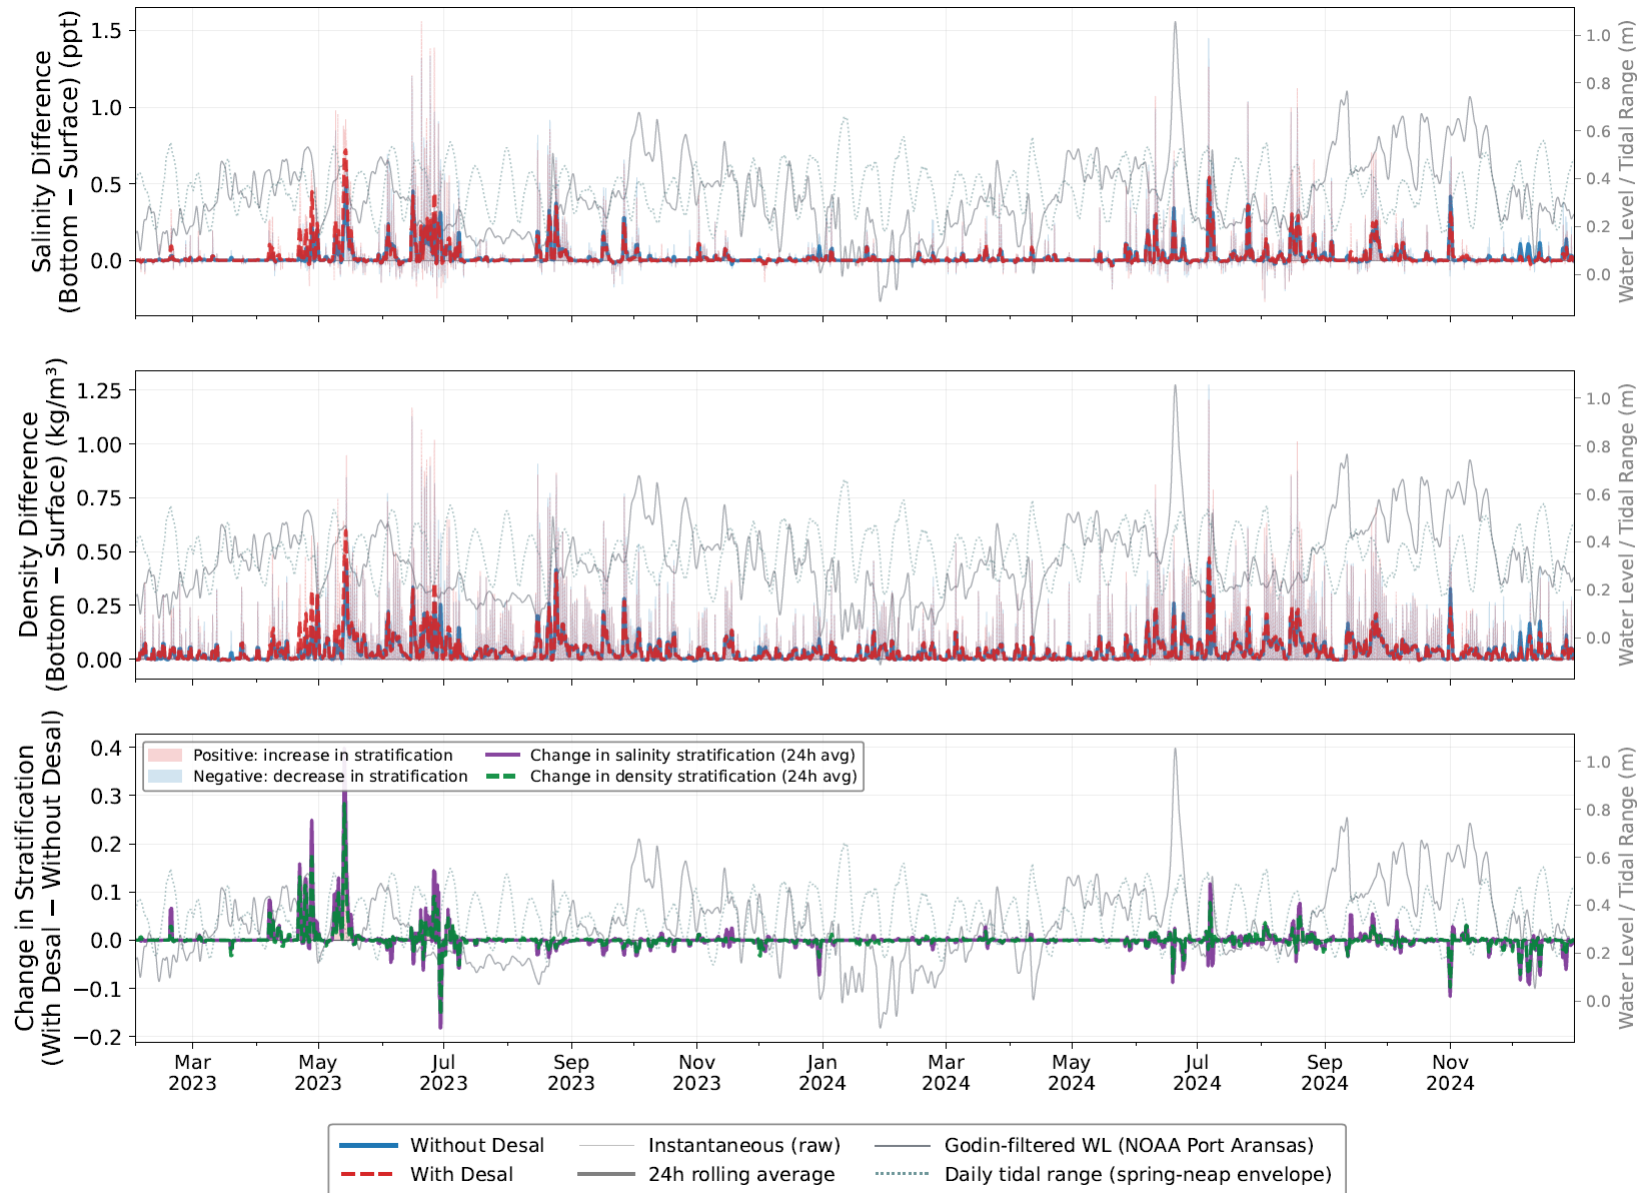 Salinity Difference
(Bottom − Surface) (ppt)
1.5
1.0
0.5
0.0
1.0
0.8
0.6
0.4
0.2
0.0
Water Level / Tidal Range (m)
Density Difference
(Bottom − Surface) (kg/m³)
1.25
1.00
0.75
0.50
0.25
0.00
1.0
0.8
0.6
0.4
0.2
0.0
Water Level / Tidal Range (m)
Change in Stratification
(With Desal − Without Desal)
0.4
0.3
0.2
0.1
0.0
−0.1
−0.2
Positive: increase in stratification
Negative: decrease in stratification
Change in salinity stratification (24h avg)
Change in density stratification (24h avg)
1.0
0.8
0.6
0.4
0.2
0.0
Water Level / Tidal Range (m)
Mar
2023
May
2023
Jul
2023
Sep
2023
Nov
2023
Jan
2024
Mar
2024
May
2024
Jul
2024
Sep
2024
Nov
2024
Without Desal
With Desal
Instantaneous (raw)
24h rolling average
Godin-filtered WL (NOAA Port Aransas)
Daily tidal range (spring-neap envelope)